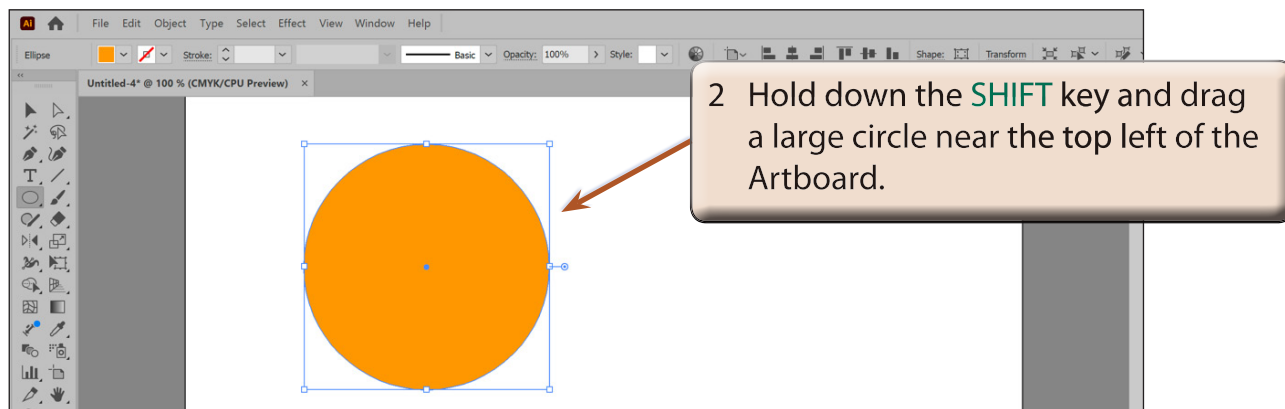 Ai File Edit Object Type Select Effect View Window Help
Ellipse Stroke: Basic Opacity: 100% Style: Shape: Transform
Untitled-4* @ 100 % (CMYK/CPU Preview) ×
2 Hold down the SHIFT key and drag
a large circle near the top left of the
Artboard.